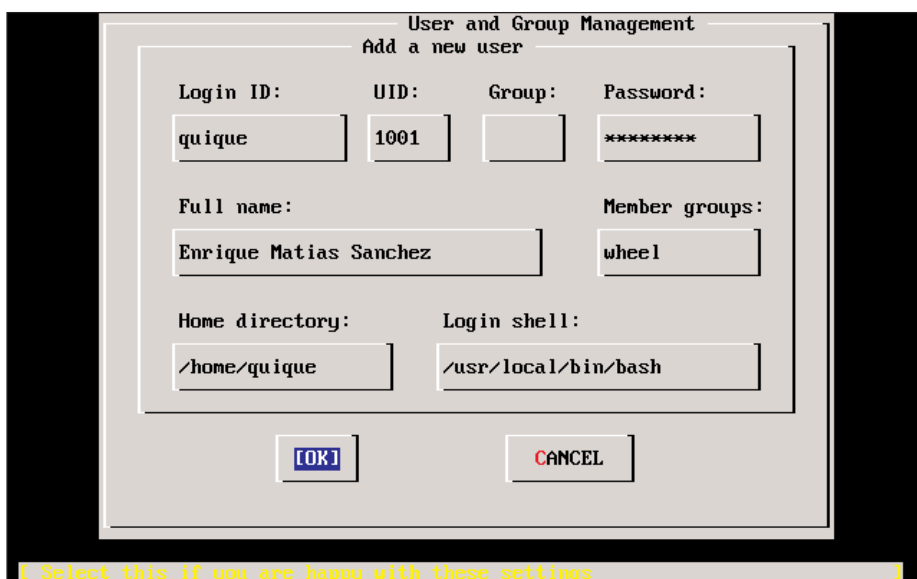 User and Group Management
Add a new user
Login ID: UID: Group: Password:
quique 1001 ********
Full name: Member groups:
Enrique Matias Sanchez wheel
Home directory: Login shell:
/home/quique /usr/local/bin/bash
[OK] CANCEL
[ Select this if you are happy with these settings ]